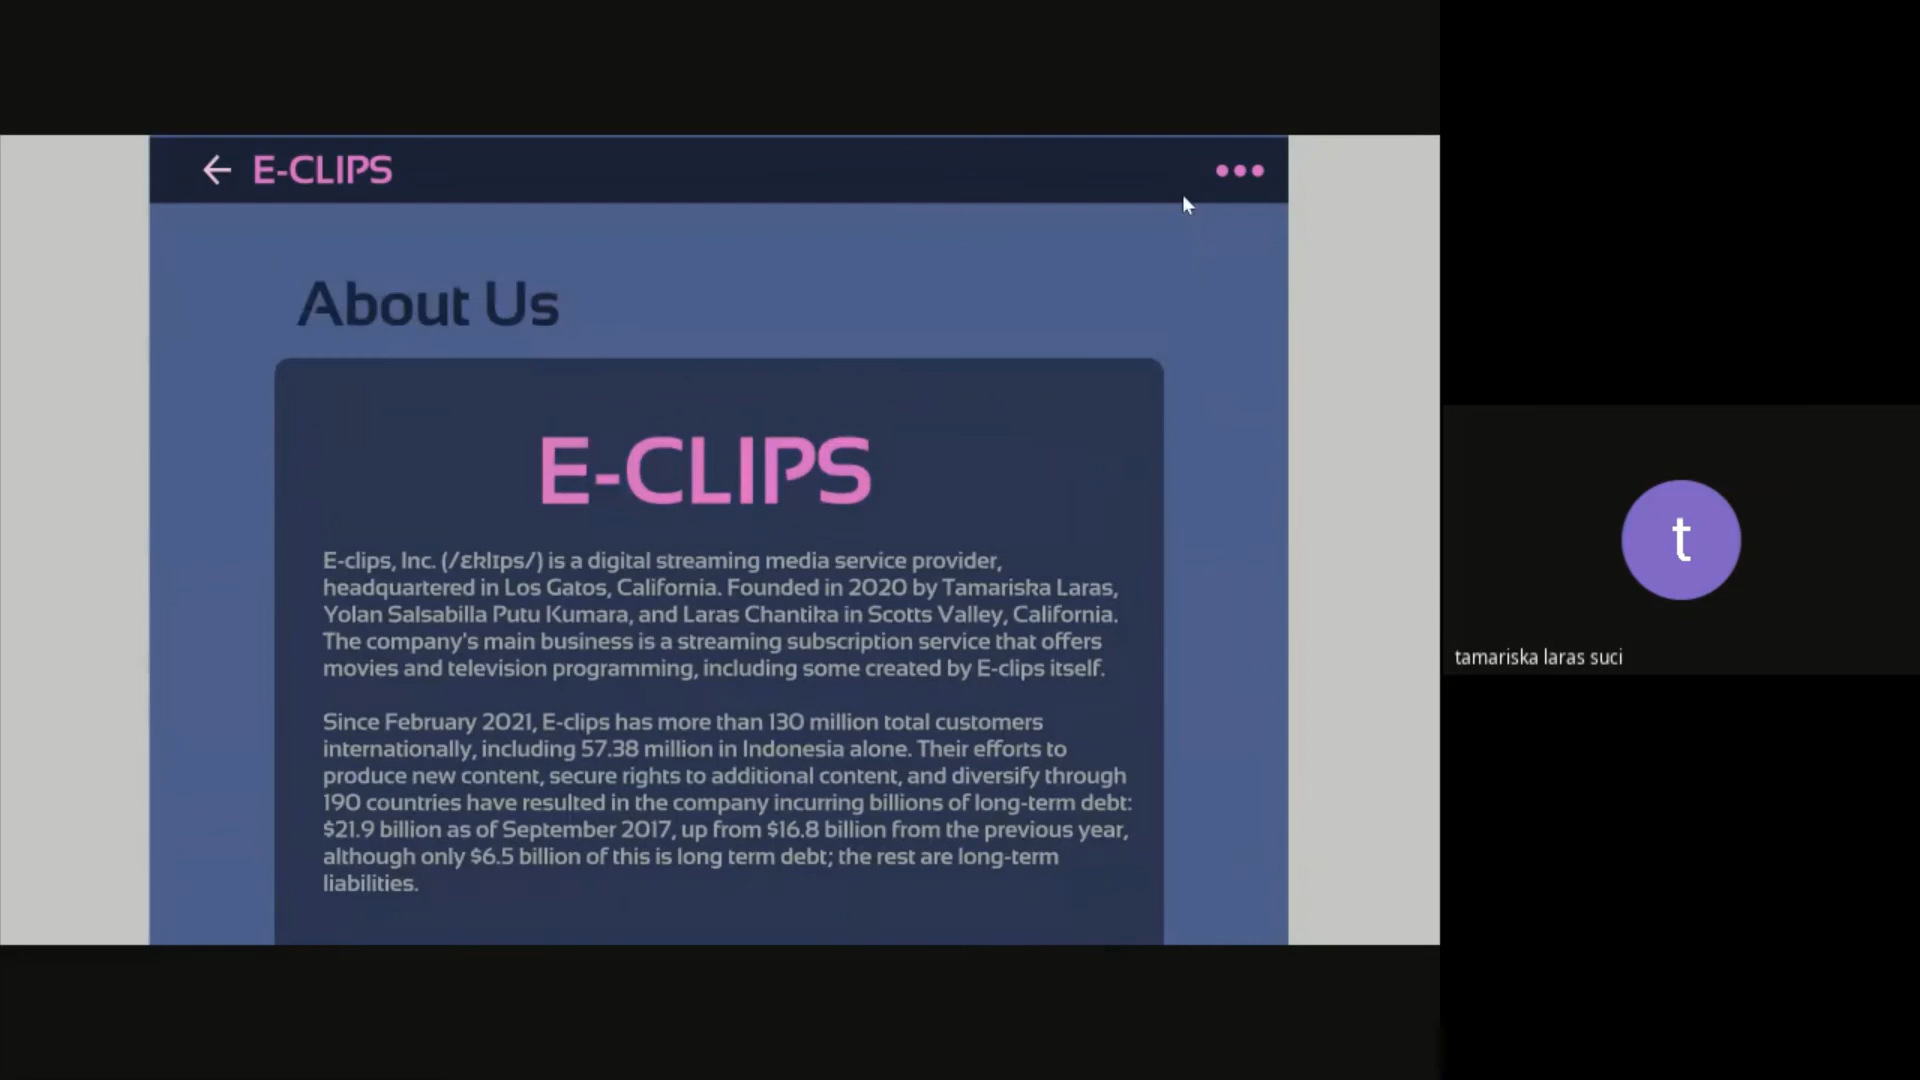 E-CLIPS
About Us
E-CLIPS
E-clips, Inc. (/ɛklɪps/) is a digital streaming media service provider,
headquartered in Los Gatos, California. Founded in 2020 by Tamariska Laras,
Yolan Salsabilla Putu Kumara, and Laras Chantika in Scotts Valley, California.
The company's main business is a streaming subscription service that offers
movies and television programming, including some created by E-clips itself.
Since February 2021, E-clips has more than 130 million total customers
internationally, including 57.38 million in Indonesia alone. Their efforts to
produce new content, secure rights to additional content, and diversify through
190 countries have resulted in the company incurring billions of long-term debt:
$21.9 billion as of September 2017, up from $16.8 billion from the previous year,
although only $6.5 billion of this is long term debt; the rest are long-term
liabilities.
t
tamariska laras suci